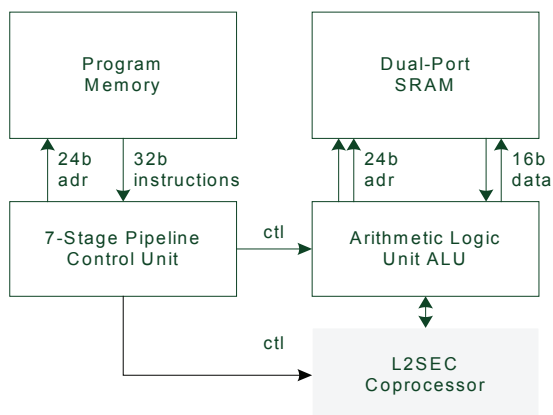 Program
Memory
Dual-Port
SRAM
24b
adr
32b
instructions
24b
adr
16b
data
7-Stage Pipeline
Control Unit
ctl
Arithmetic Logic
Unit ALU
ctl
L2SEC
Coprocessor